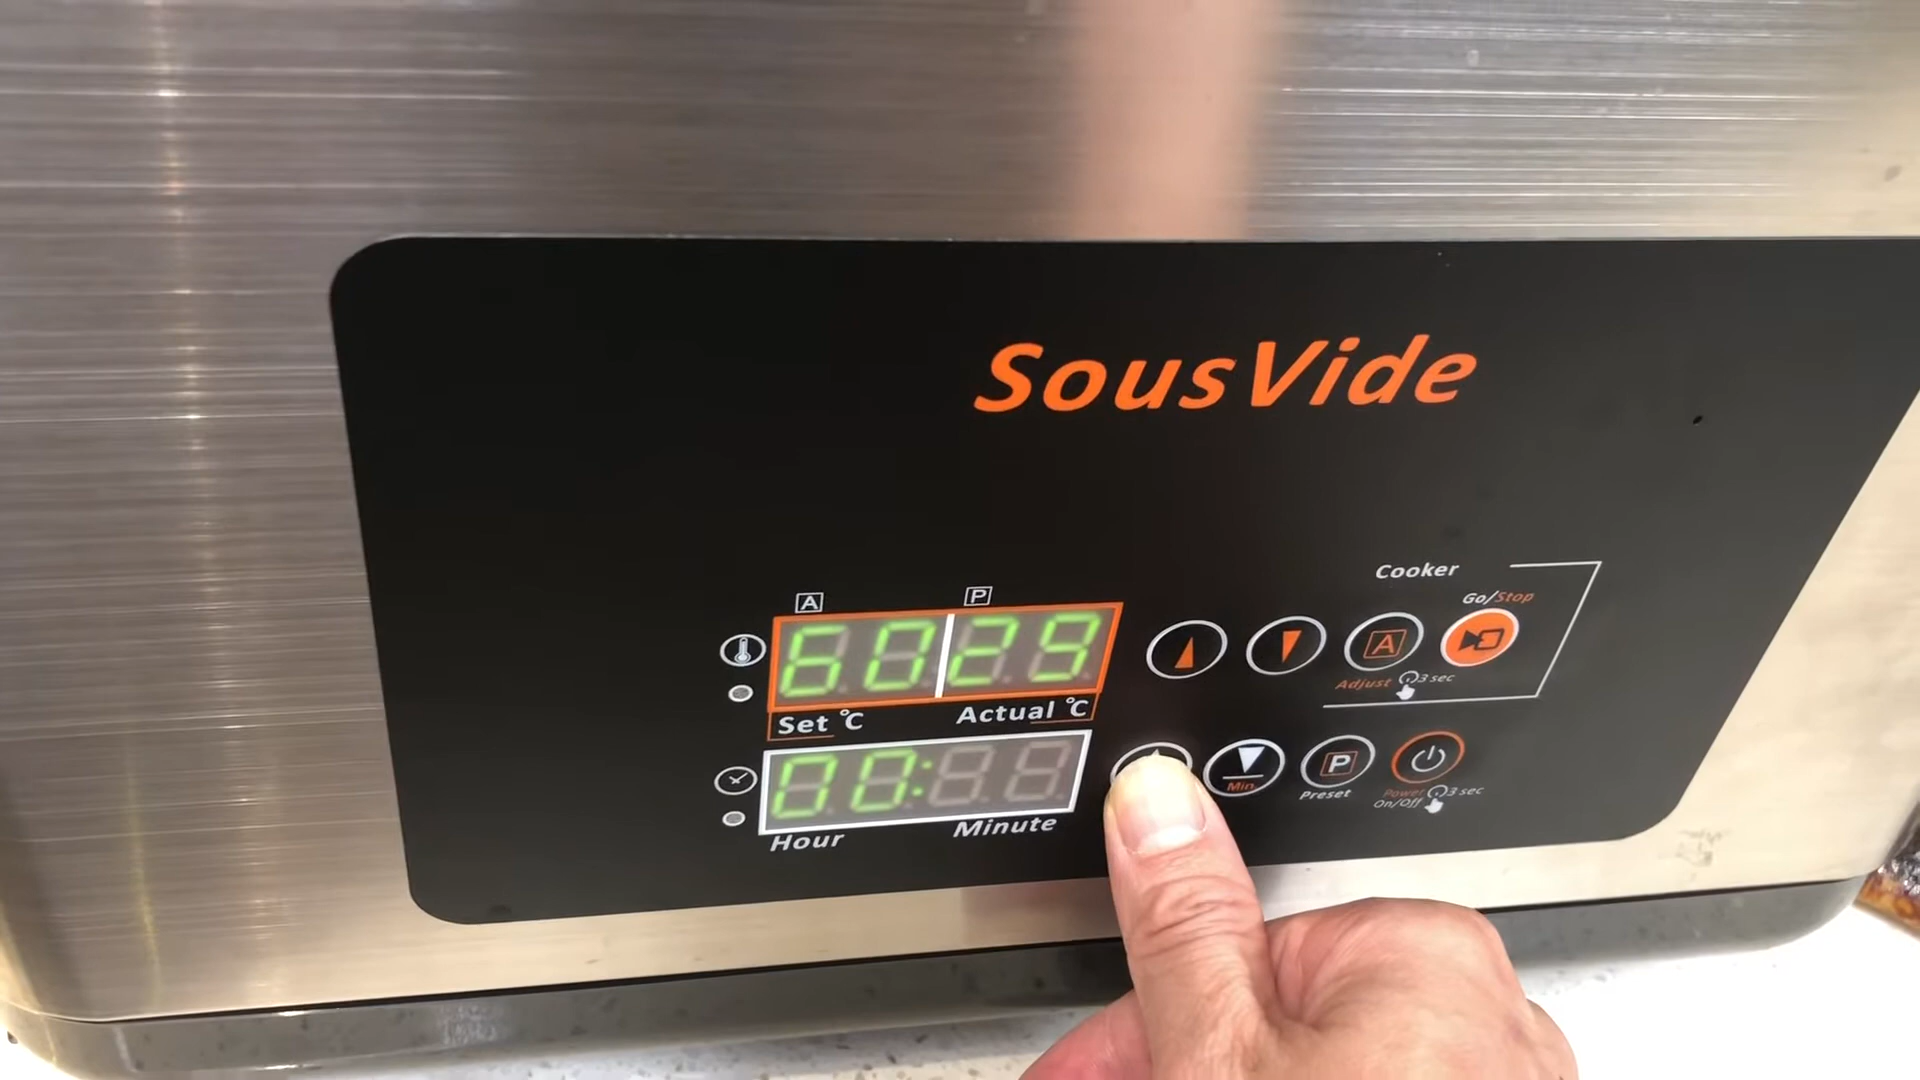 SousVide
Cooker
Go/Stop
A P
60 29
A
Adjust 3 sec
Set °C Actual °C
00:
Min
P
Preset
Power
On/Off 3 sec
Hour Minute